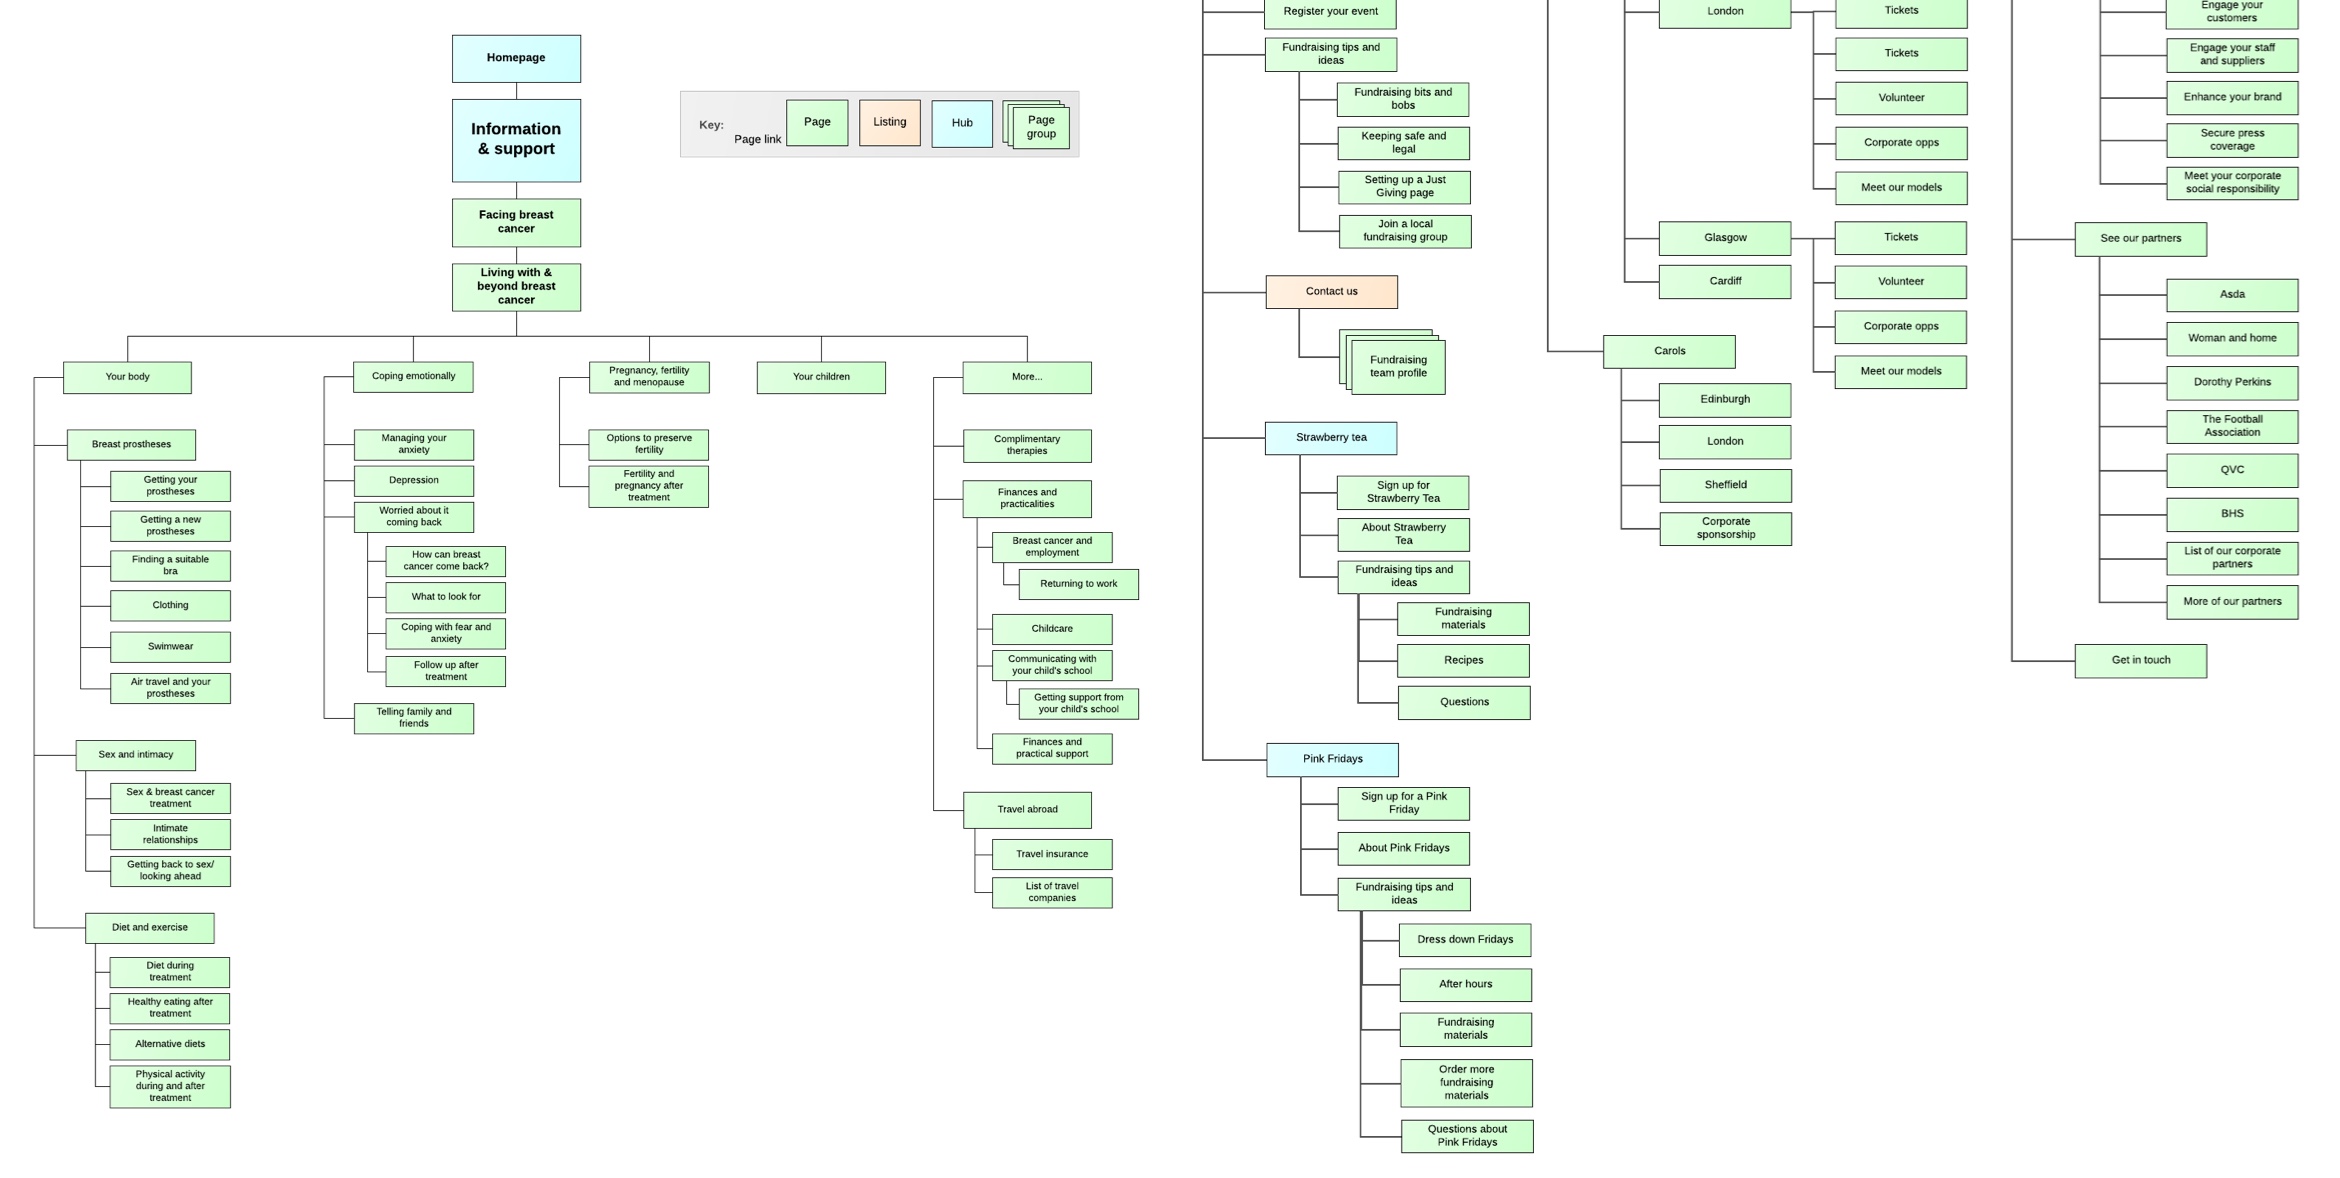 Homepage
Information
& support
Facing breast
cancer
Living with &
beyond breast
cancer
Key:
Page link
Page
Listing
Hub
Page
group
Your body
Breast prostheses
Getting your
prostheses
Getting a new
prostheses
Finding a suitable
bra
Clothing
Swimwear
Air travel and your
prostheses
Sex and intimacy
Sex & breast cancer
treatment
Intimate
relationships
Getting back to sex/
looking ahead
Diet and exercise
Diet during
treatment
Healthy eating after
treatment
Alternative diets
Physical activity
during and after
treatment
Coping emotionally
Managing your
anxiety
Depression
Worried about it
coming back
How can breast
cancer come back?
What to look for
Coping with fear and
anxiety
Follow up after
treatment
Telling family and
friends
Pregnancy, fertility
and menopause
Options to preserve
fertility
Fertility and
pregnancy after
treatment
Your children
More...
Complimentary
therapies
Finances and
practicalities
Breast cancer and
employment
Returning to work
Childcare
Communicating with
your child's school
Getting support from
your child's school
Finances and
practical support
Travel abroad
Travel insurance
List of travel
companies
Register your event
Fundraising tips and
ideas
Fundraising bits and
bobs
Keeping safe and
legal
Setting up a Just
Giving page
Join a local
fundraising group
Contact us
Fundraising
team profile
Strawberry tea
Sign up for
Strawberry Tea
About Strawberry
Tea
Fundraising tips and
ideas
Fundraising
materials
Recipes
Questions
Pink Fridays
Sign up for a Pink
Friday
About Pink Fridays
Fundraising tips and
ideas
Dress down Fridays
After hours
Fundraising
materials
Order more
fundraising
materials
Questions about
Pink Fridays
London
Tickets
Tickets
Volunteer
Corporate opps
Meet our models
Glasgow
Tickets
Volunteer
Corporate opps
Meet our models
Cardiff
Carols
Edinburgh
London
Sheffield
Corporate
sponsorship
Engage your
customers
Engage your staff
and suppliers
Enhance your brand
Secure press
coverage
Meet your corporate
social responsibility
See our partners
Asda
Woman and home
Dorothy Perkins
The Football
Association
QVC
BHS
List of our corporate
partners
More of our partners
Get in touch